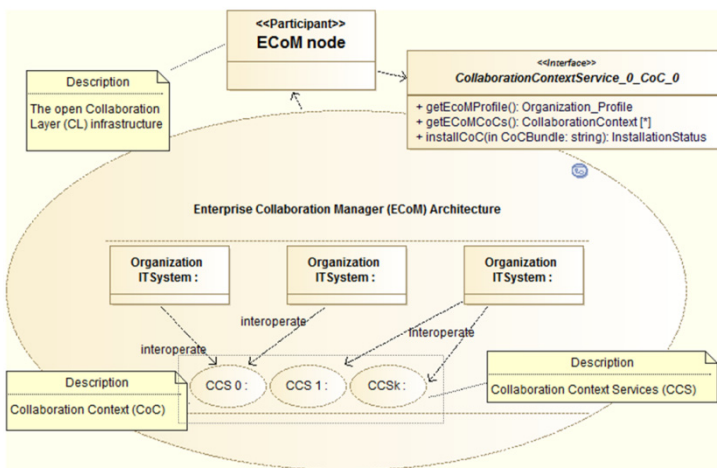 <<Participant>>
ECoM node
Description
The open Collaboration
Layer (CL) infrastructure
<<Interface>>
CollaborationContextService_0_CoC_0
+ getEcoMProfile(): Organization_Profile
+ getECoMCoCs(): CollaborationContext [*]
+ installCoC(in CoCBundle: string): InstallationStatus
Enterprise Collaboration Manager (ECoM) Architecture
Organization
ITSystem :
Organization
ITSystem :
Organization
ITSystem :
interoperate
interoperate
interoperate
Description
Collaboration Context (CoC)
CCS 0 :
CCS 1 :
CCSk :
Description
Collaboration Context Services (CCS)